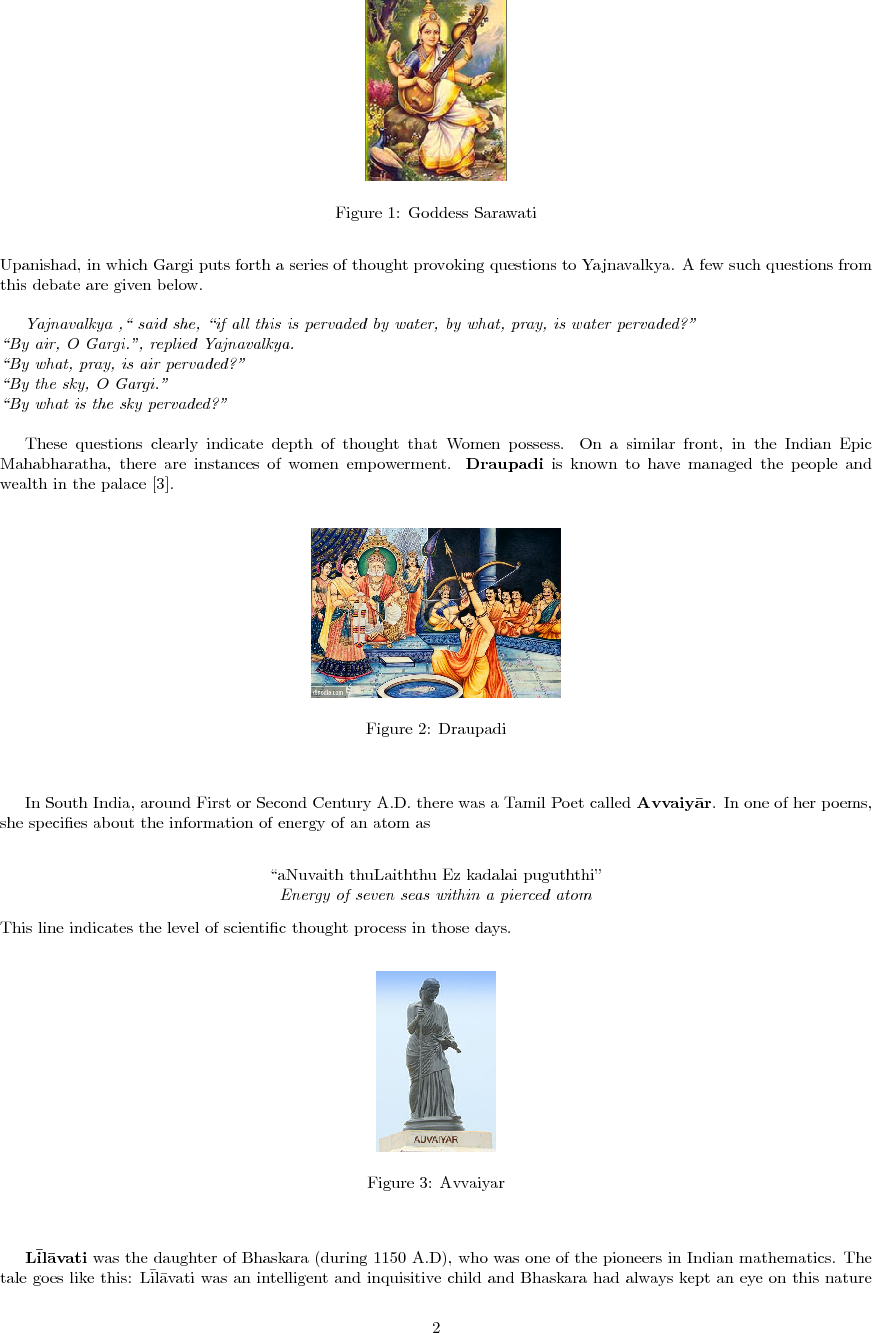 Figure 1: Goddess Sarawati
Upanishad, in which Gargi puts forth a series of thought provoking questions to Yajnavalkya. A few such questions from
this debate are given below.
Yajnavalkya ,“ said she, “if all this is pervaded by water, by what, pray, is water pervaded?”
“By air, O Gargi.”, replied Yajnavalkya.
“By what, pray, is air pervaded?”
“By the sky, O Gargi.”
“By what is the sky pervaded?”
These questions clearly indicate depth of thought that Women possess. On a similar front, in the Indian Epic
Mahabharatha, there are instances of women empowerment. Draupadi is known to have managed the people and
wealth in the palace [3].
Figure 2: Draupadi
In South India, around First or Second Century A.D. there was a Tamil Poet called Avvaiyār. In one of her poems,
she specifies about the information of energy of an atom as
“aNuvaith thuLaiththu Ez kadalai puguththi”
Energy of seven seas within a pierced atom
This line indicates the level of scientific thought process in those days.
AUVAIYAR
Figure 3: Avvaiyar
Līlāvati was the daughter of Bhaskara (during 1150 A.D), who was one of the pioneers in Indian mathematics. The
tale goes like this: Līlāvati was an intelligent and inquisitive child and Bhaskara had always kept an eye on this nature
2